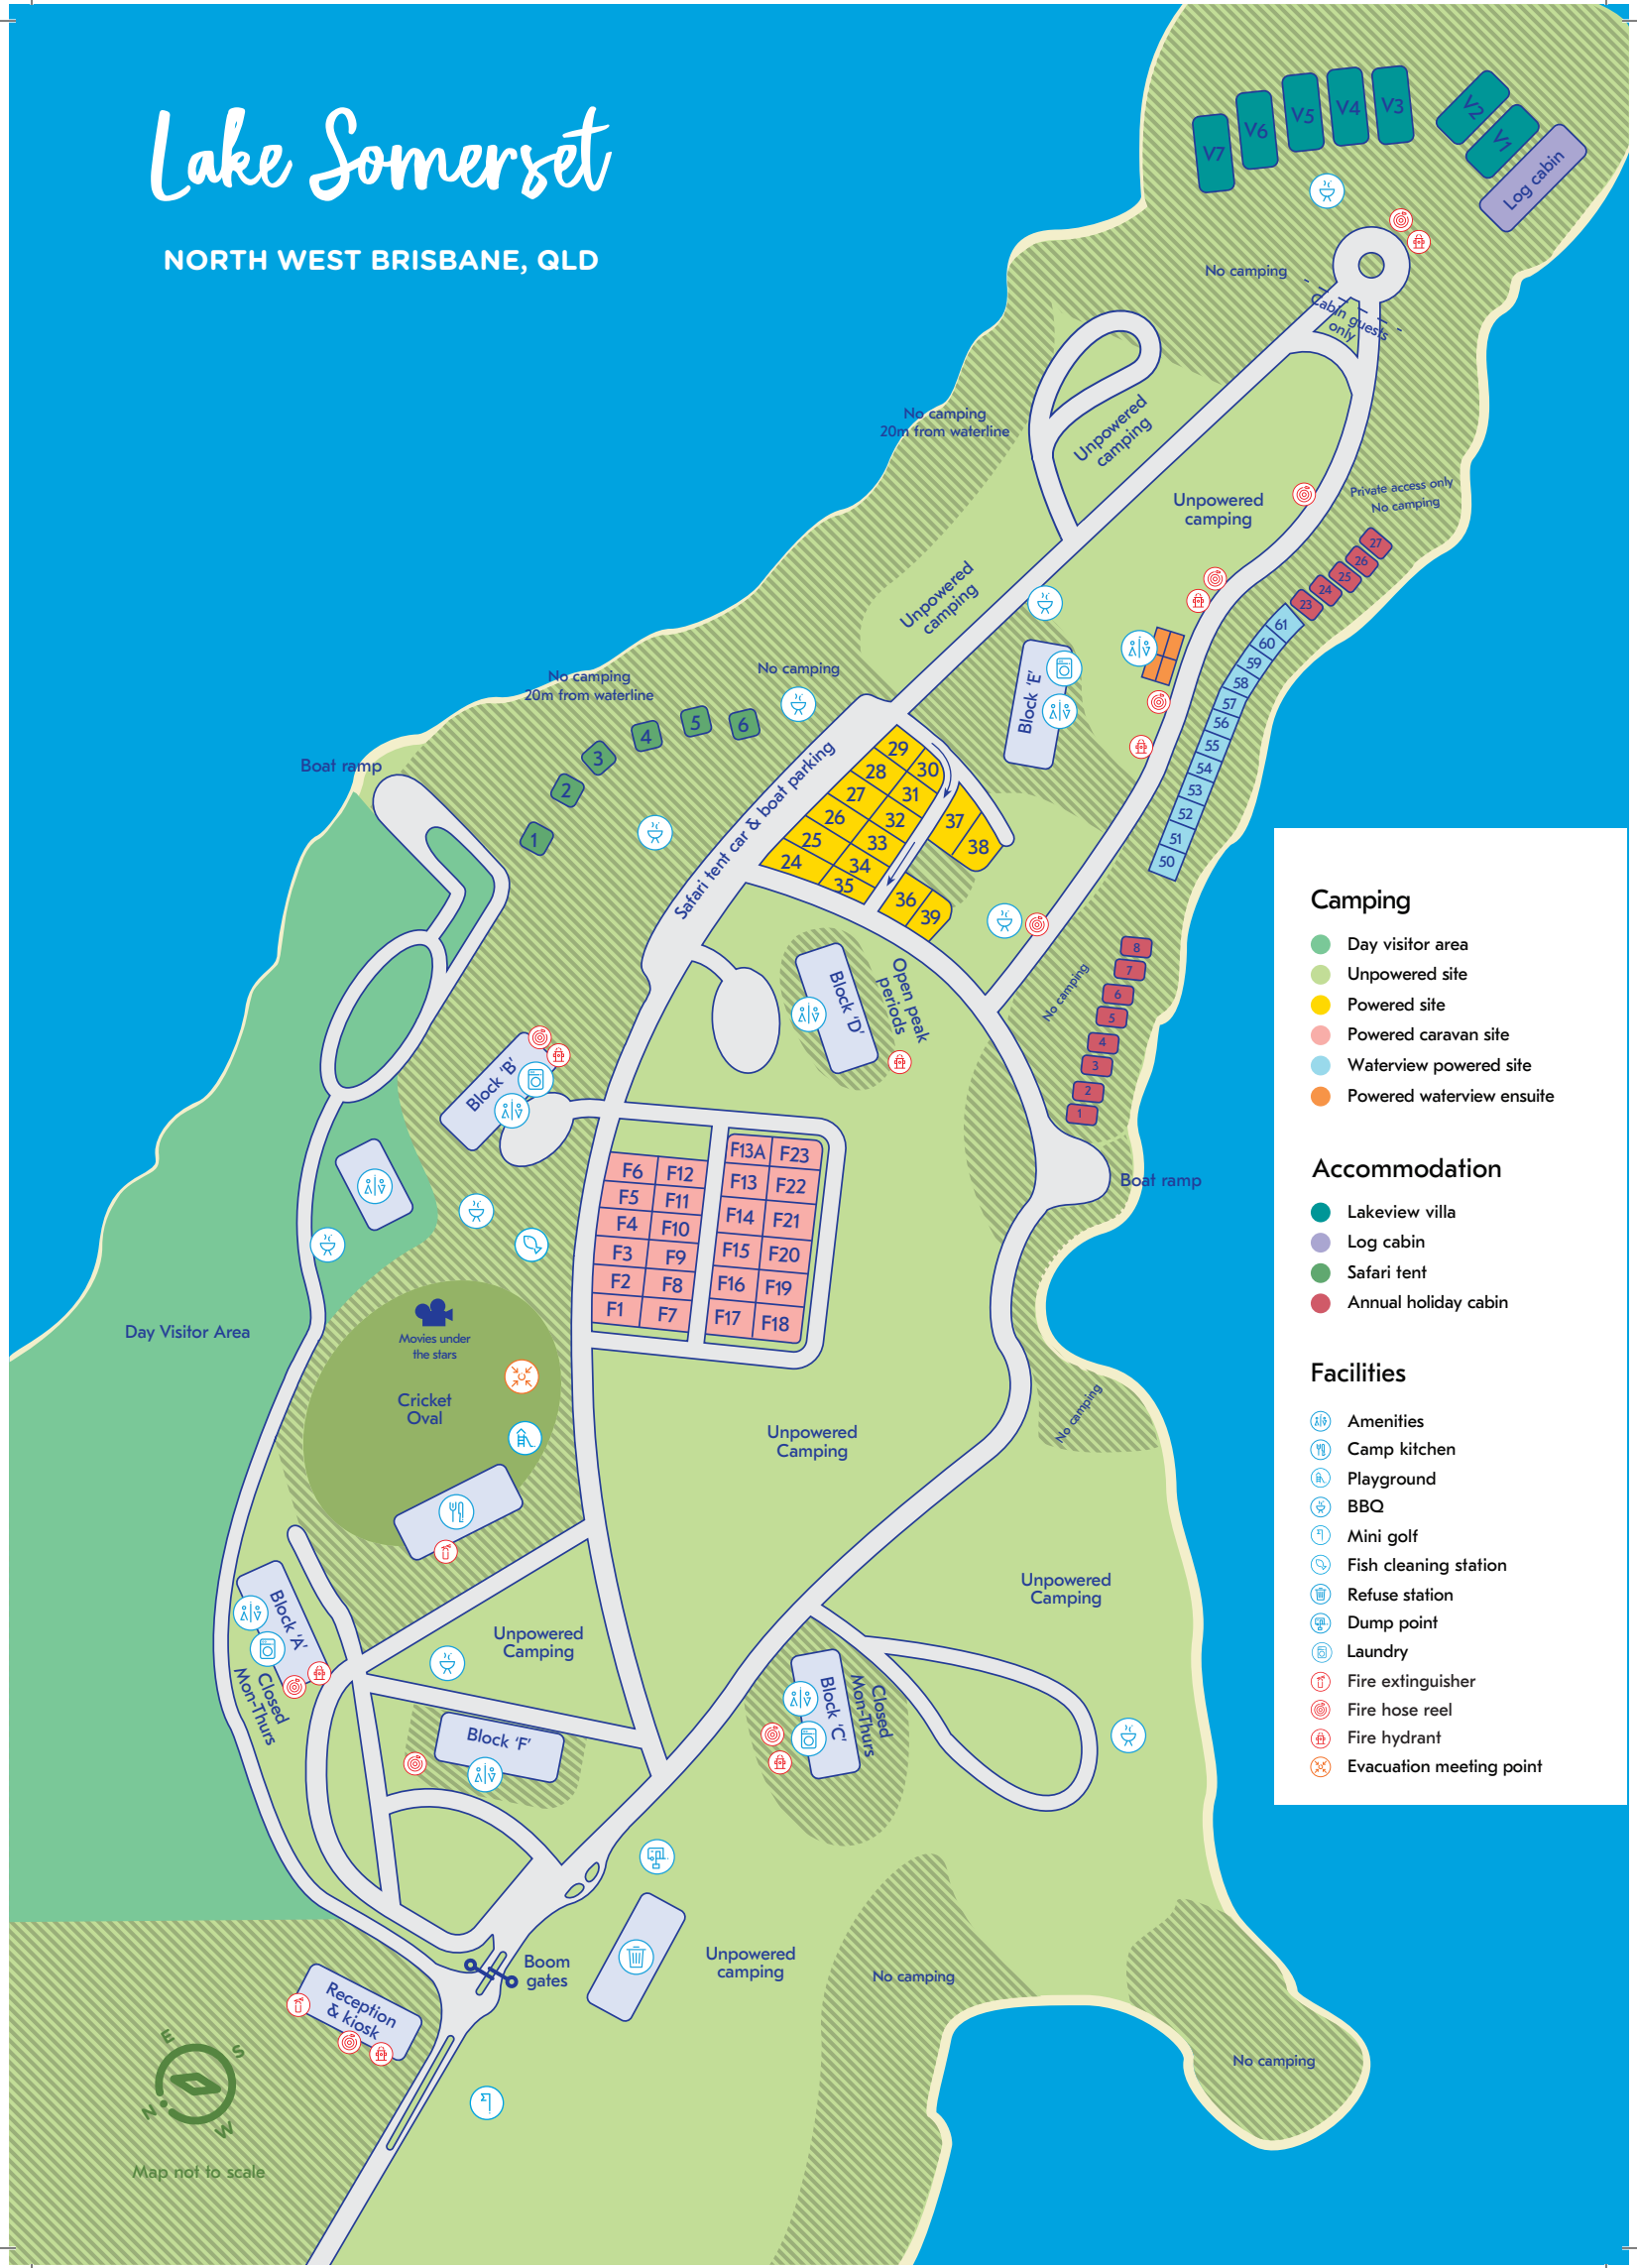 Lake Somerset
NORTH WEST BRISBANE, QLD
V7
V6
V5
V4
V3
V2
V1
Log cabin
No camping
Cabin guests
only
No camping
20m from waterline
Unpowered
camping
Unpowered
camping
Private access only
No camping
27
26
25
24
23
Unpowered
camping
61
60
59
58
57
56
55
54
53
52
51
50
Block 'E'
No camping
20m from waterline
No camping
1
2
3
4
5
6
Boat ramp
Safari tent car & boat parking
29
28
27
26
25
24
30
31
32
33
34
35
37
38
36
39
Block 'D'
Open peak
periods
No camping
8
7
6
5
4
3
2
1
Block 'B'
Boat ramp
F6
F12
F5
F11
F4
F10
F3
F9
F2
F8
F1
F7
F13A
F23
F13
F22
F14
F21
F15
F20
F16
F19
F17
F18
Day Visitor Area
Movies under
the stars
Cricket
Oval
Unpowered
Camping
No camping
Unpowered
Camping
Block 'A'
Closed
Mon-Thurs
Unpowered
Camping
Block 'F'
Block 'C'
Closed
Mon-Thurs
Boom
gates
Unpowered
camping
No camping
No camping
Reception
& kiosk
E
S
N
W
Map not to scale
Camping
Day visitor area
Unpowered site
Powered site
Powered caravan site
Waterview powered site
Powered waterview ensuite
Accommodation
Lakeview villa
Log cabin
Safari tent
Annual holiday cabin
Facilities
Amenities
Camp kitchen
Playground
BBQ
Mini golf
Fish cleaning station
Refuse station
Dump point
Laundry
Fire extinguisher
Fire hose reel
Fire hydrant
Evacuation meeting point